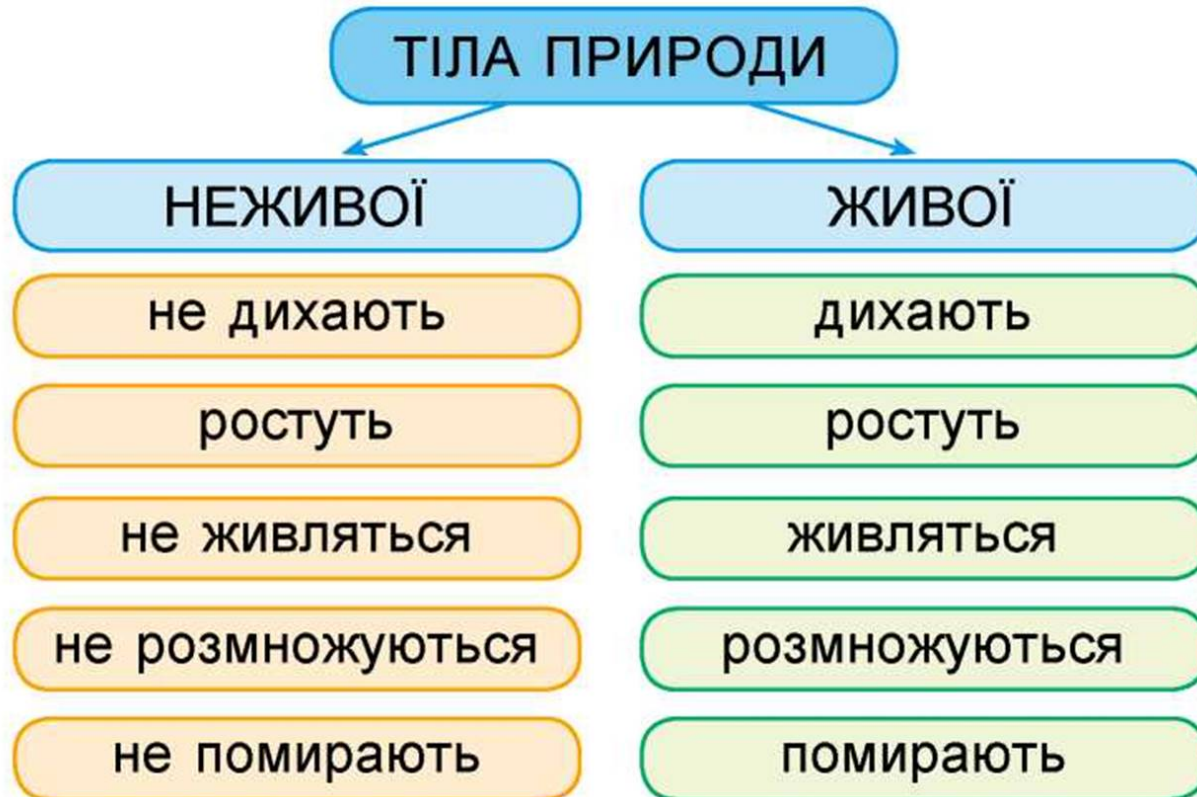 ТІЛА ПРИРОДИ
НЕЖИВОЇ
ЖИВОЇ
не дихають
дихають
ростуть
ростуть
не живляться
живляться
не розмножуються
розмножуються
не помирають
помирають